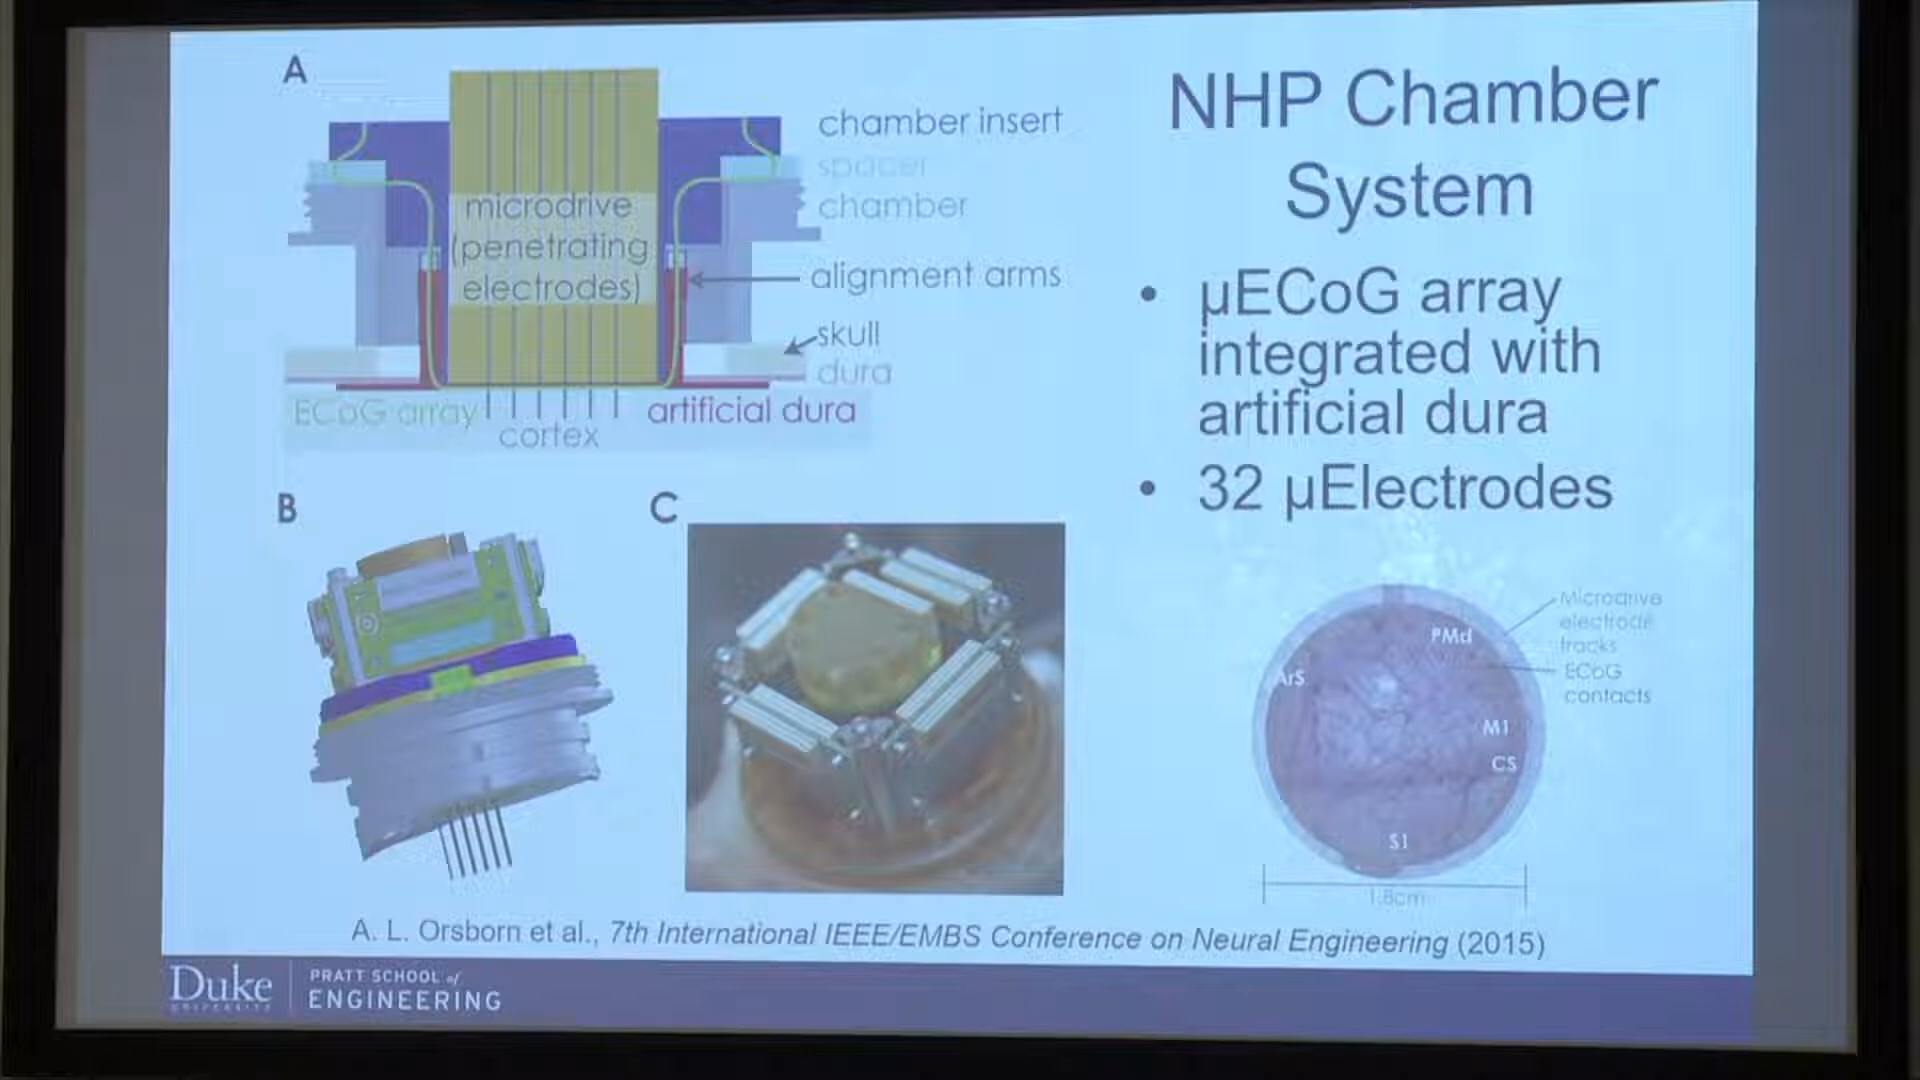 NHP Chamber
System
• µECoG array
integrated with
artificial dura
• 32 µElectrodes
A
chamber insert
spacer
chamber
microdrive
(penetrating
electrodes)
alignment arms
skull
dura
ECoG array
artificial dura
cortex
B
C
Microdrive
electrode
tracks
ECoG
contacts
PMd
ArS
M1
CS
S1
1.8cm
A. L. Orsborn et al., 7th International IEEE/EMBS Conference on Neural Engineering (2015)
Duke
UNIVERSITY
PRATT SCHOOL of
ENGINEERING